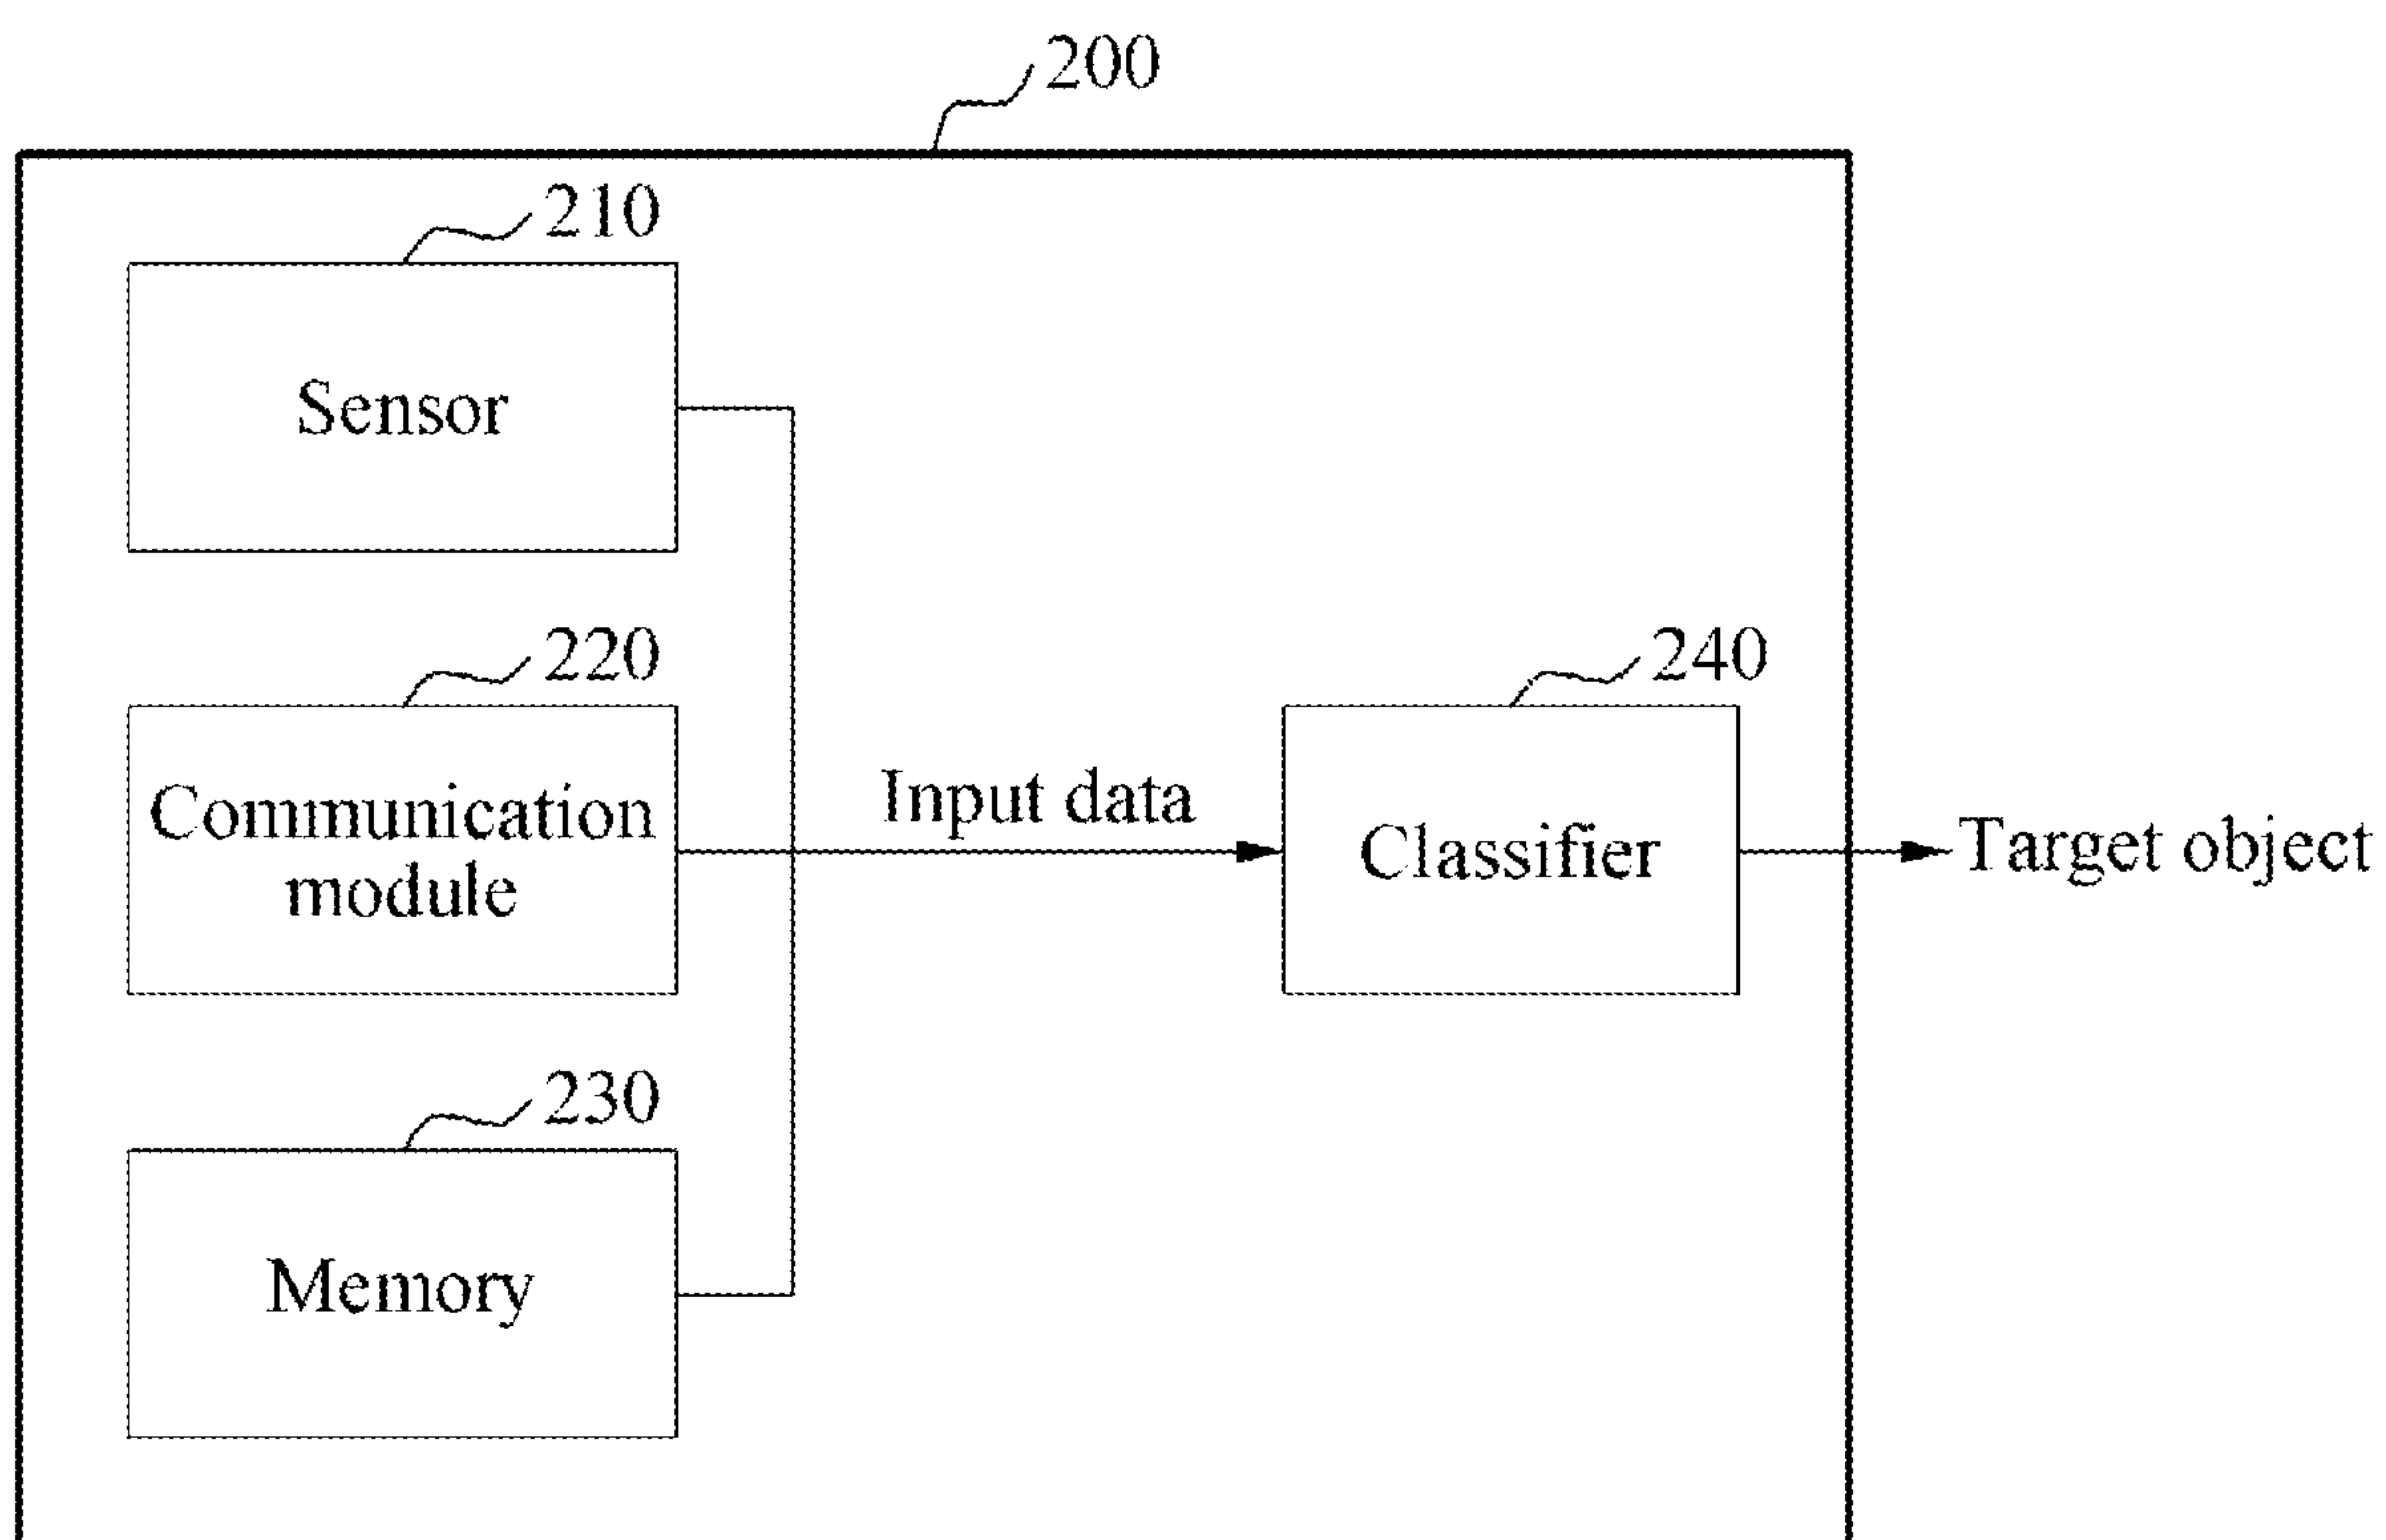 200
210
Sensor
220
240
Communication
module
Input data
Classifier
Target object
230
Memory